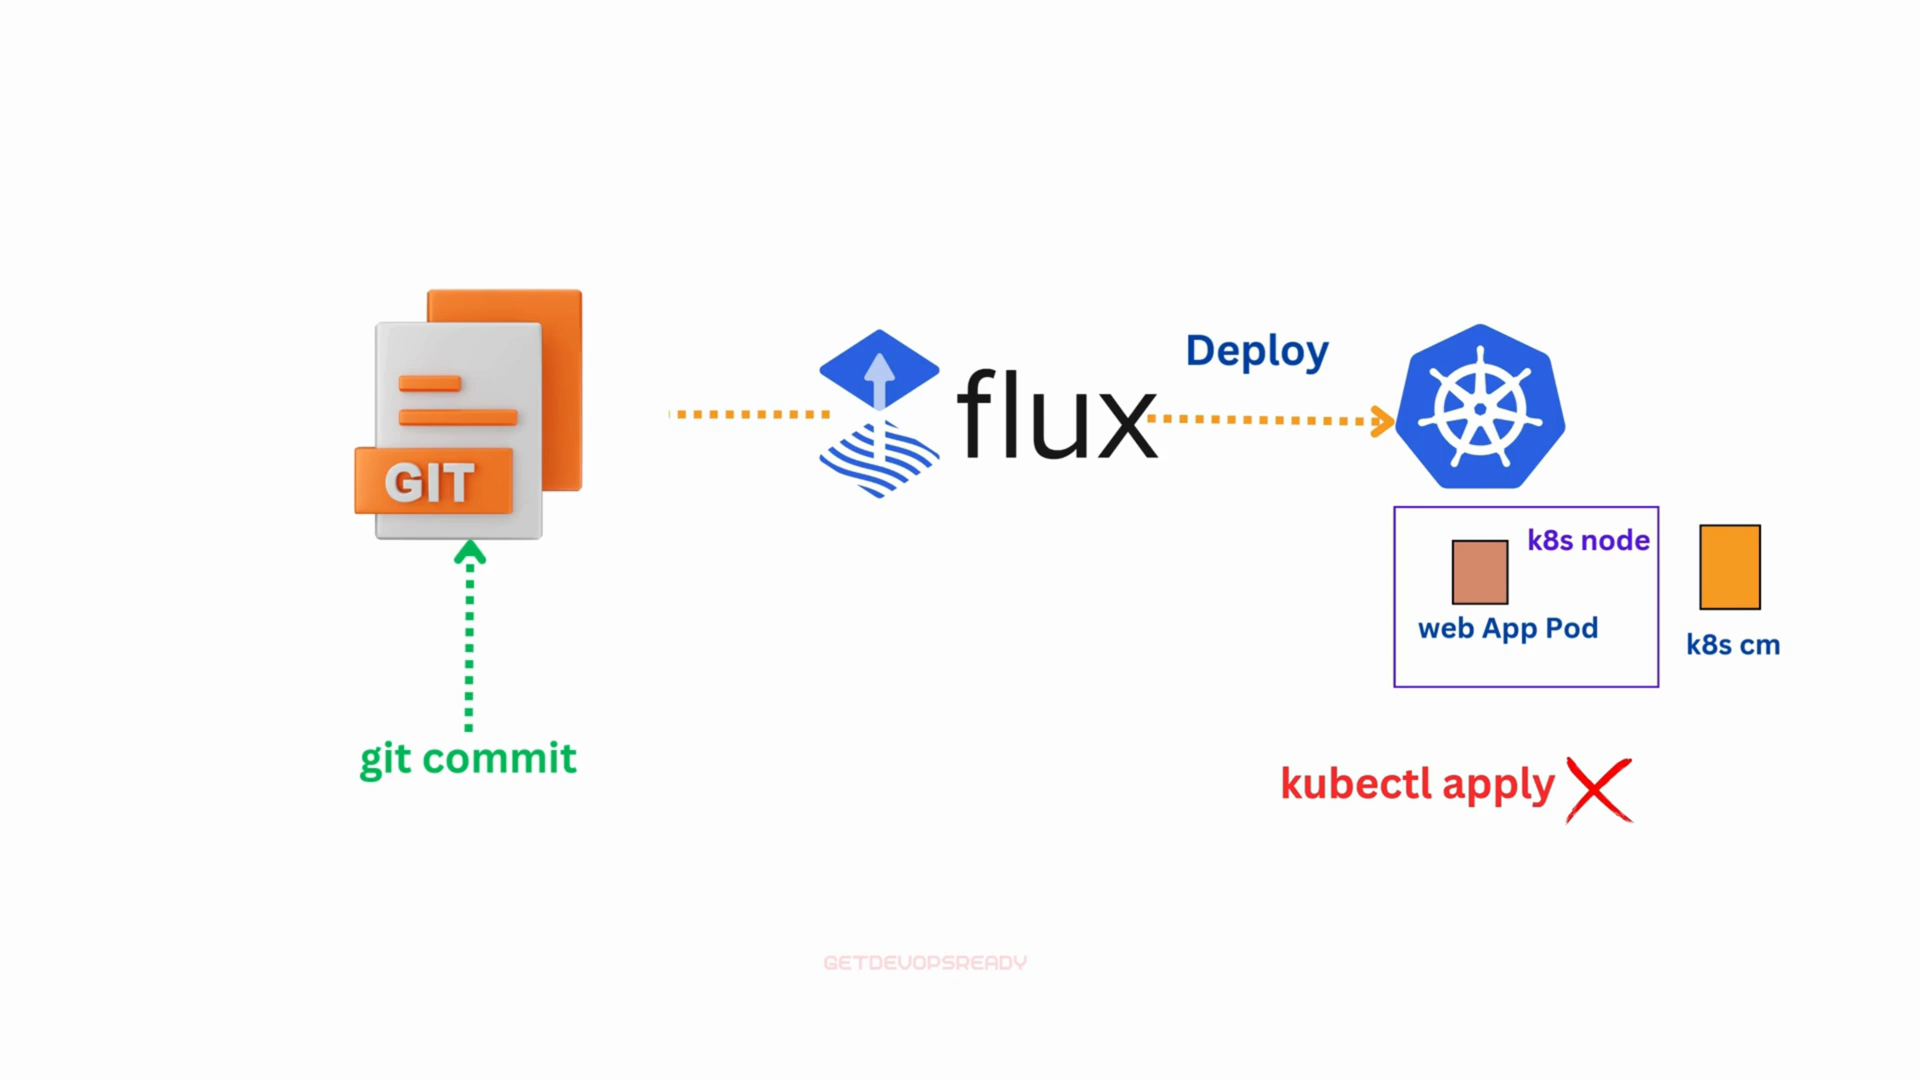 GIT
git commit
flux
Deploy
k8s node
web App Pod
k8s cm
kubectl apply
GETDEVOPSREADY